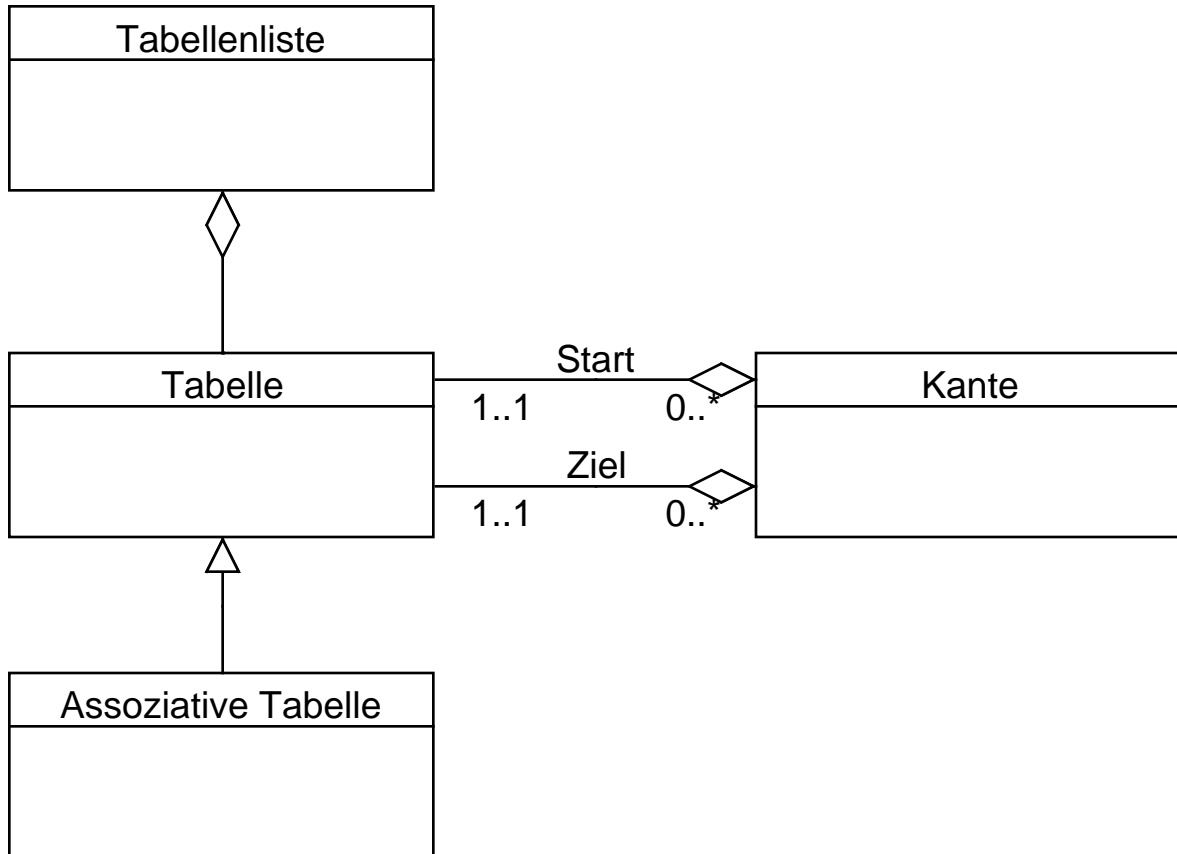 Tabellenliste
Tabelle
Start
1..1 0..*
Kante
Ziel
1..1 0..*
Assoziative Tabelle